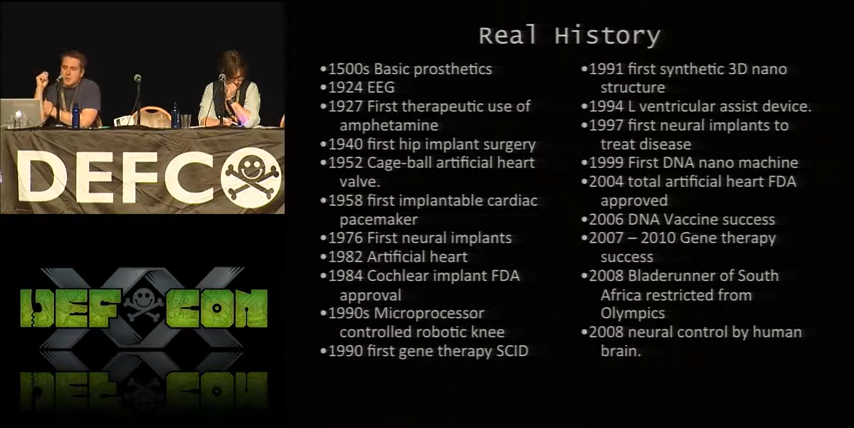 Real History
•1500s Basic prosthetics
•1924 EEG
•1927 First therapeutic use of
amphetamine
•1940 first hip implant surgery
•1952 Cage-ball artificial heart
valve.
•1958 first implantable cardiac
pacemaker
•1976 First neural implants
•1982 Artificial heart
•1984 Cochlear implant FDA
approval
•1990s Microprocessor
controlled robotic knee
•1990 first gene therapy SCID
•1991 first synthetic 3D nano
structure
•1994 L ventricular assist device.
•1997 first neural implants to
treat disease
•1999 First DNA nano machine
•2004 total artificial heart FDA
approved
•2006 DNA Vaccine success
•2007 – 2010 Gene therapy
success
•2008 Bladerunner of South
Africa restricted from
Olympics
•2008 neural control by human
brain.
DEFC
XX
DEF CON